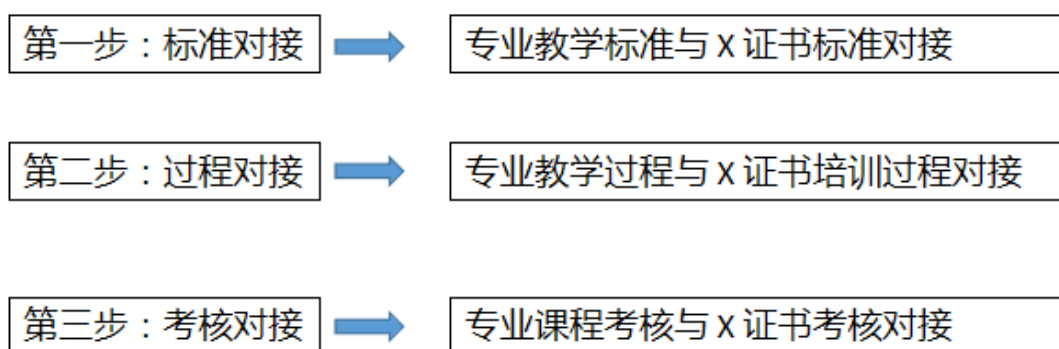 第一步：标准对接
专业教学标准与 X 证书标准对接
第二步：过程对接
专业教学过程与 X 证书培训过程对接
第三步：考核对接
专业课程考核与 X 证书考核对接